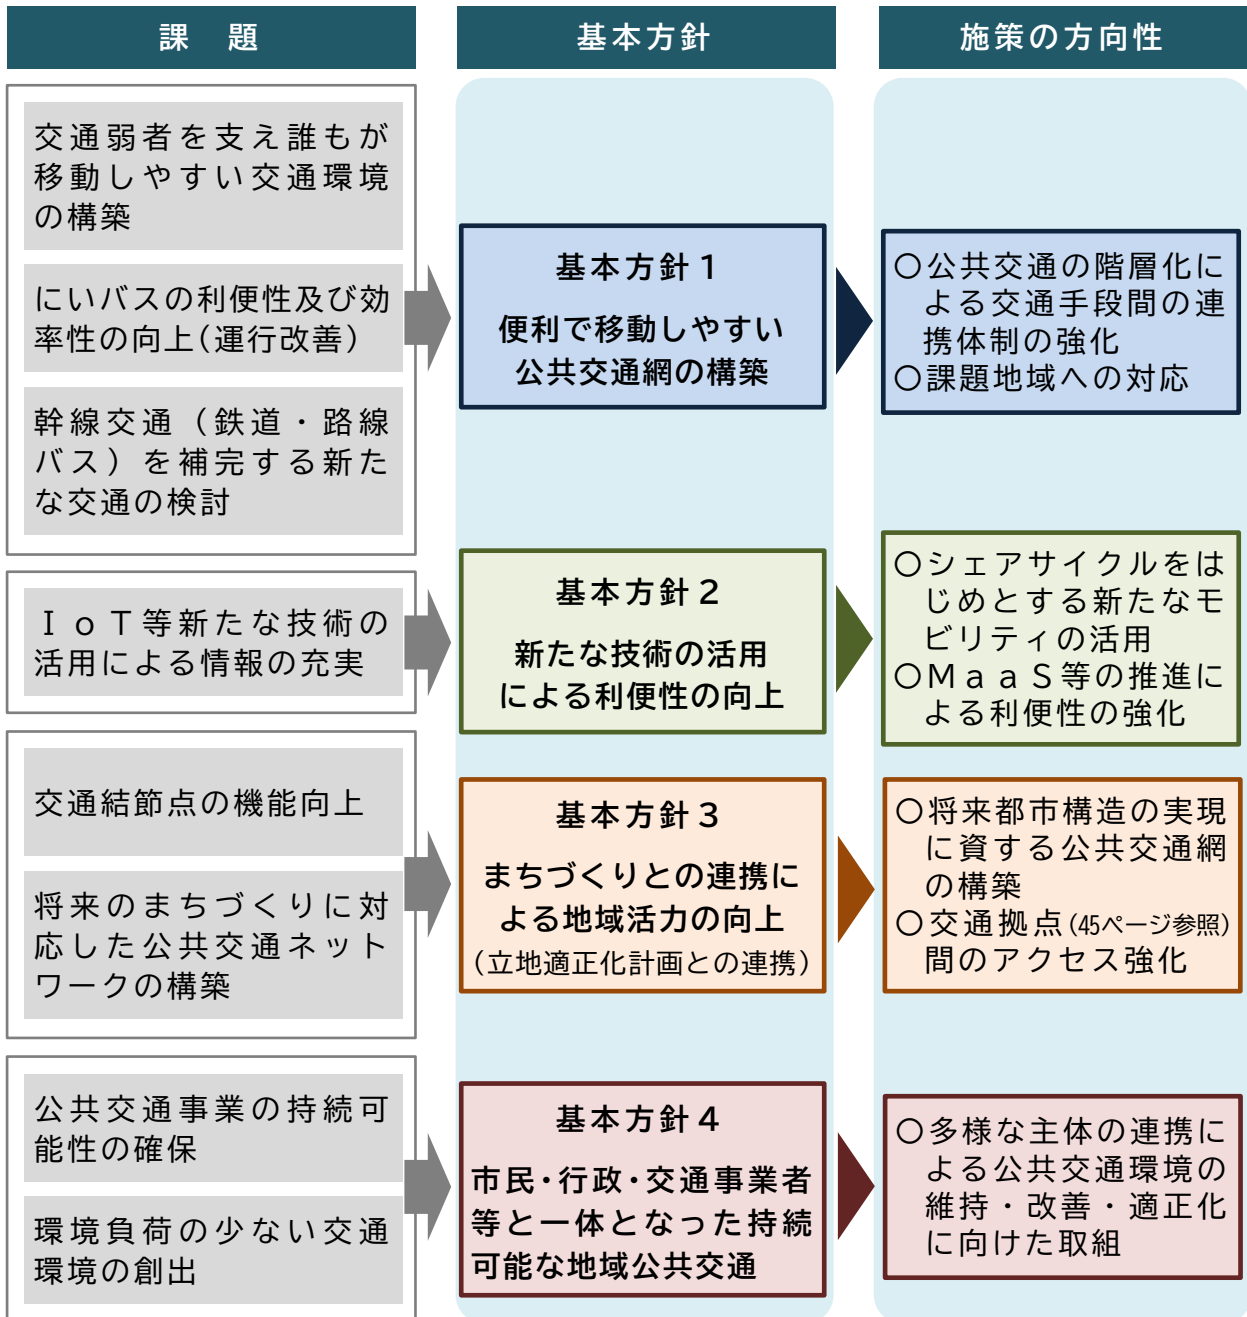 課　題
基本方針
施策の方向性
交通弱者を支え誰もが
移動しやすい交通環境
の構築
にいバスの利便性及び効
率性の向上(運行改善)
幹線交通（鉄道・路線
バス）を補完する新た
な交通の検討
基本方針１
便利で移動しやすい
公共交通網の構築
〇公共交通の階層化に
よる交通手段間の連
携体制の強化
〇課題地域への対応
ＩｏＴ等新たな技術の
活用による情報の充実
基本方針２
新たな技術の活用
による利便性の向上
〇シェアサイクルをは
じめとする新たなモ
ビリティの活用
〇ＭａａＳ等の推進に
よる利便性の強化
交通結節点の機能向上
将来のまちづくりに対
応した公共交通ネット
ワークの構築
基本方針３
まちづくりとの連携に
よる地域活力の向上
(立地適正化計画との連携)
〇将来都市構造の実現
に資する公共交通網
の構築
〇交通拠点(45ページ参照)
間のアクセス強化
公共交通事業の持続可
能性の確保
環境負荷の少ない交通
環境の創出
基本方針４
市民・行政・交通事業者
等と一体となった持続
可能な地域公共交通
〇多様な主体の連携に
よる公共交通環境の
維持・改善・適正化
に向けた取組